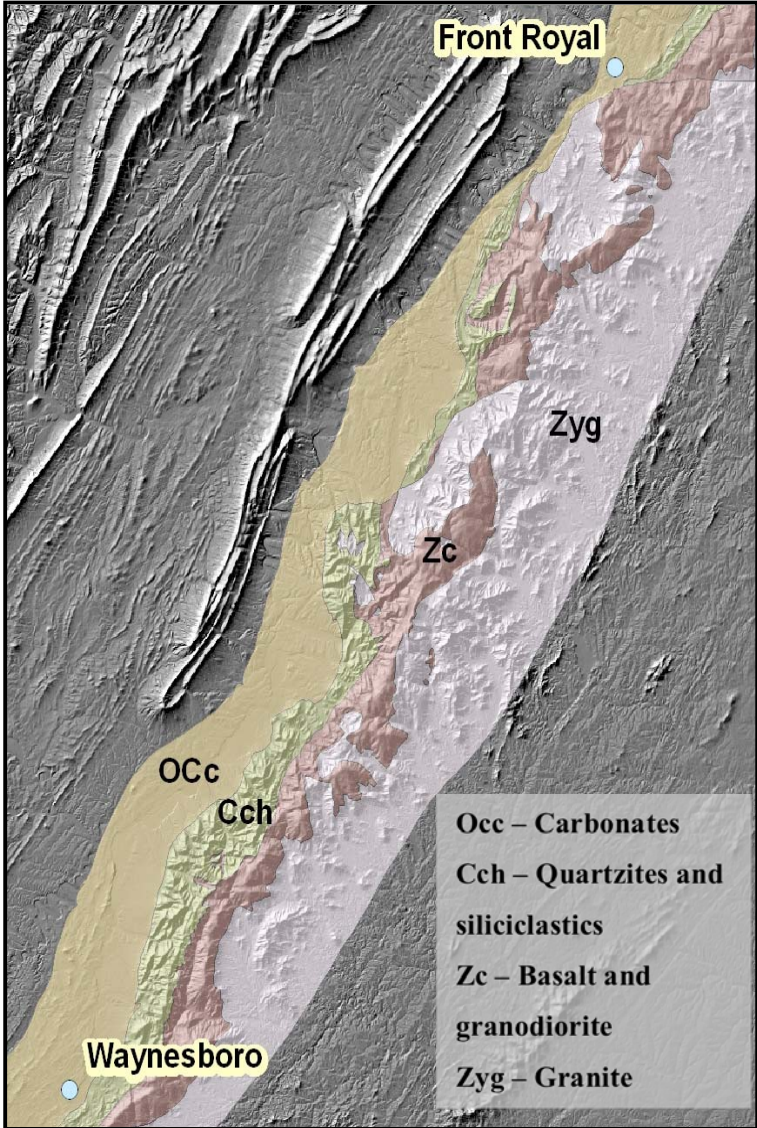 Front Royal
Zyg
Zc
OCc
Cch
Occ – Carbonates
Cch – Quartzites and
siliciclastics
Zc – Basalt and
granodiorite
Zyg – Granite
Waynesboro